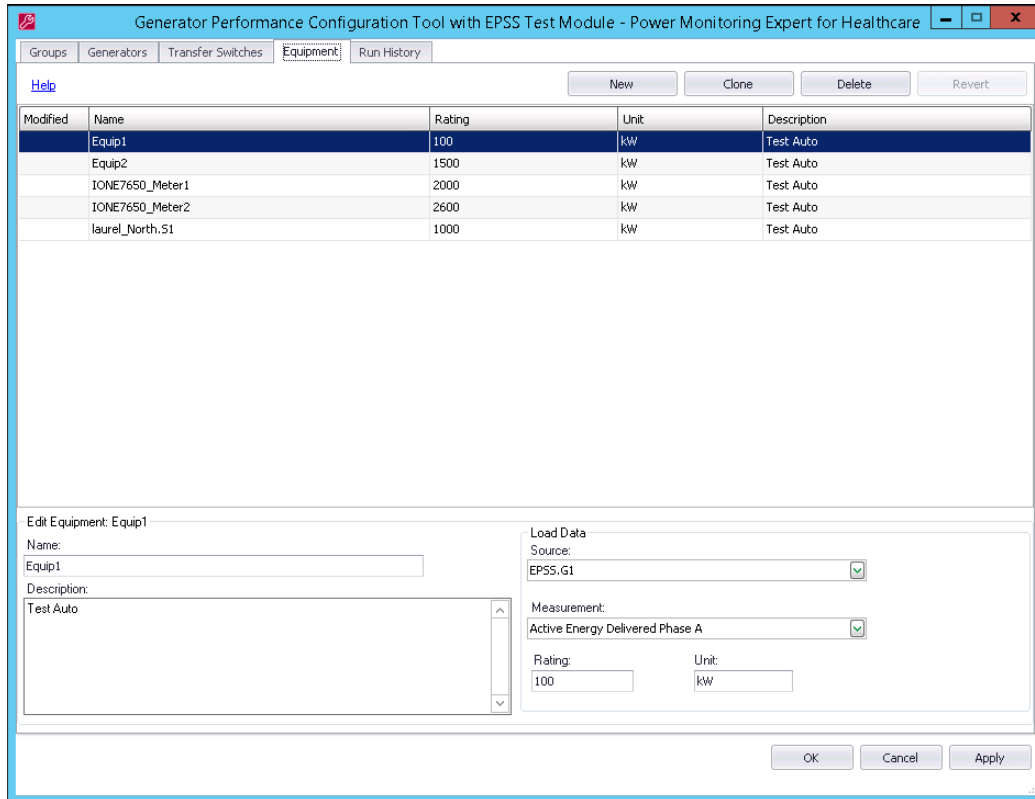 Generator Performance Configuration Tool with EPSS Test Module - Power Monitoring Expert for Healthcare
Groups Generators Transfer Switches Equipment Run History
Help New Clone Delete Revert
Modified Name Rating Unit Description
Equip1 100 kW Test Auto
Equip2 1500 kW Test Auto
IONE7650_Meter1 2000 kW Test Auto
IONE7650_Meter2 2600 kW Test Auto
laurel_North.S1 1000 kW Test Auto
Edit Equipment: Equip1
Name:
Equip1
Description:
Test Auto
Load Data
Source:
EPSS.G1
Measurement:
Active Energy Delivered Phase A
Rating: Unit:
100 kW
OK Cancel Apply